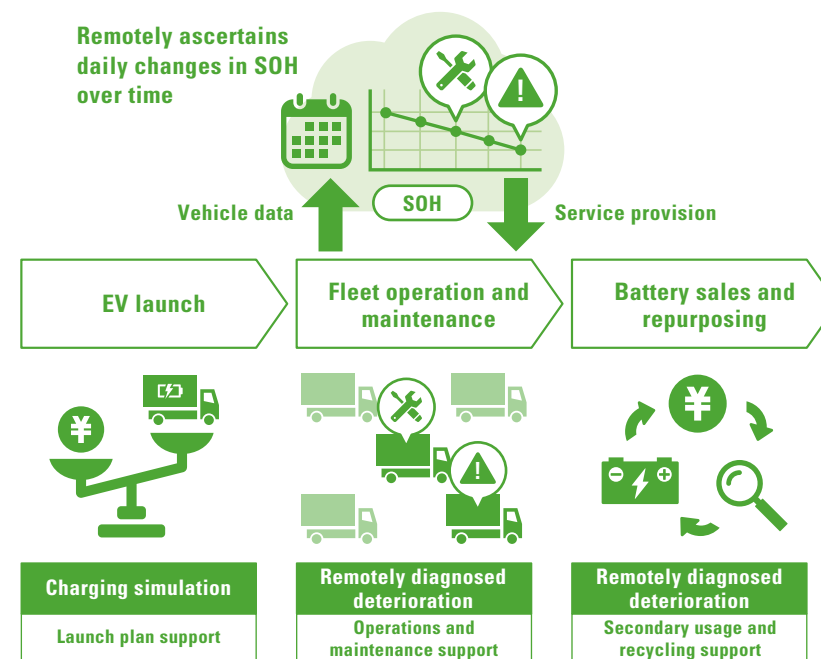 Remotely ascertains
daily changes in SOH
over time
Vehicle data
SOH
Service provision
EV launch
Fleet operation and
maintenance
Battery sales and
repurposing
¥
¥
Charging simulation
Launch plan support
Remotely diagnosed
deterioration
Operations and
maintenance support
Remotely diagnosed
deterioration
Secondary usage and
recycling support